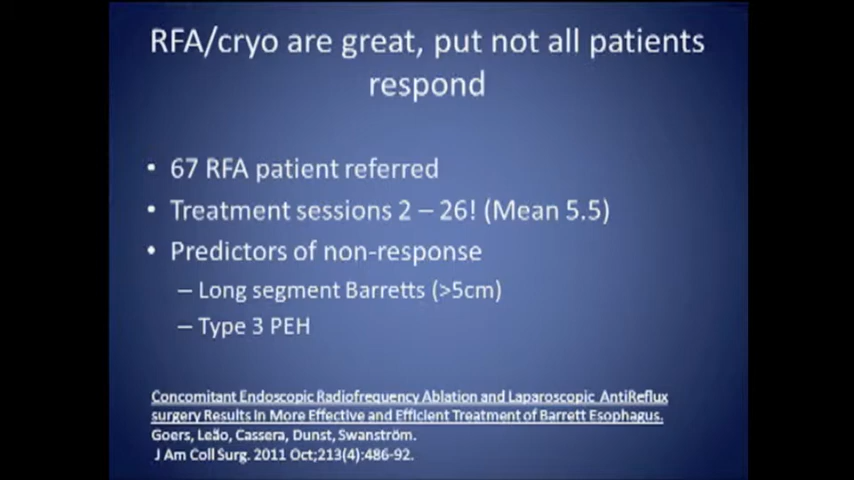 RFA/cryo are great, put not all patients
respond
• 67 RFA patient referred
• Treatment sessions 2 – 26! (Mean 5.5)
• Predictors of non-response
– Long segment Barretts (>5cm)
– Type 3 PEH
Concomitant Endoscopic Radiofrequency Ablation and Laparoscopic AntiReflux
surgery Results in More Effective and Efficient Treatment of Barrett Esophagus.
Goers, Leão, Cassera, Dunst, Swanström.
J Am Coll Surg. 2011 Oct;213(4):486-92.